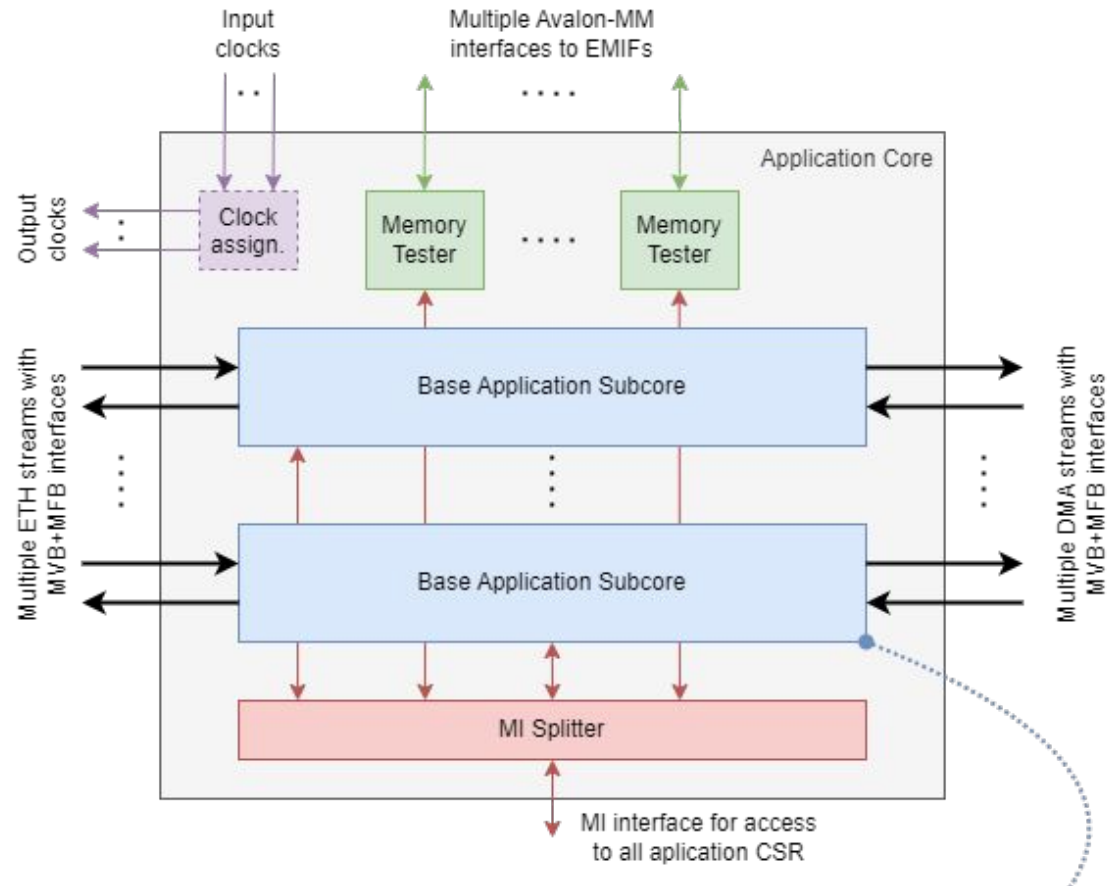 Input
clocks
Multiple Avalon-MM
interfaces to EMIFs
Application Core
Output
clocks
Clock
assign.
Memory
Tester
Memory
Tester
Multiple ETH streams with
MVB+MFB interfaces
Base Application Subcore
Multiple DMA streams with
MVB+MFB interfaces
Base Application Subcore
MI Splitter
MI interface for access
to all aplication CSR